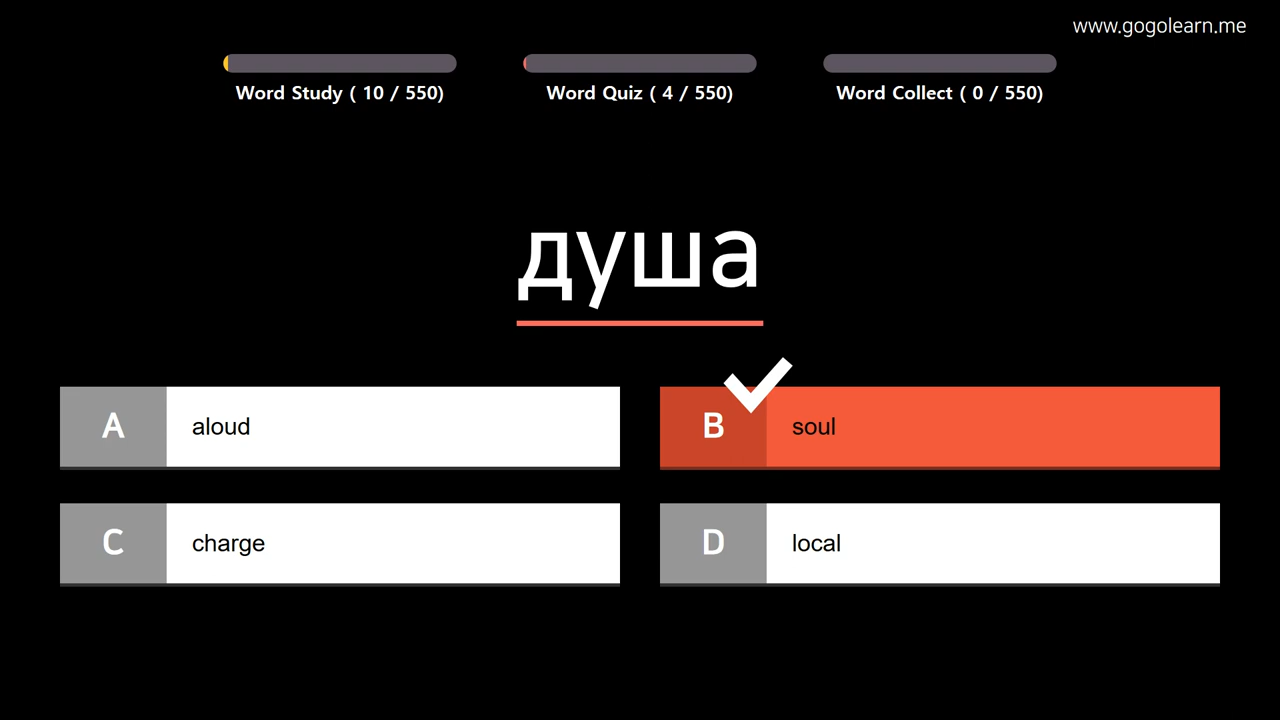 www.gogolearn.me
Word Study ( 10 / 550)
Word Quiz ( 4 / 550)
Word Collect ( 0 / 550)
душа
A aloud
B soul
C charge
D local